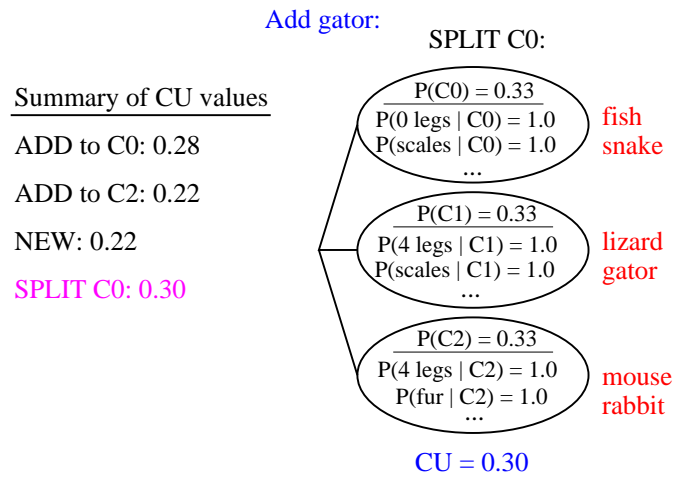 Add gator:
Summary of CU values
ADD to C0: 0.28
ADD to C2: 0.22
NEW: 0.22
SPLIT C0: 0.30
SPLIT C0:
P(C0) = 0.33
P(0 legs | C0) = 1.0
P(scales | C0) = 1.0
...
fish
snake
P(C1) = 0.33
P(4 legs | C1) = 1.0
P(scales | C1) = 1.0
...
lizard
gator
P(C2) = 0.33
P(4 legs | C2) = 1.0
P(fur | C2) = 1.0
...
mouse
rabbit
CU = 0.30